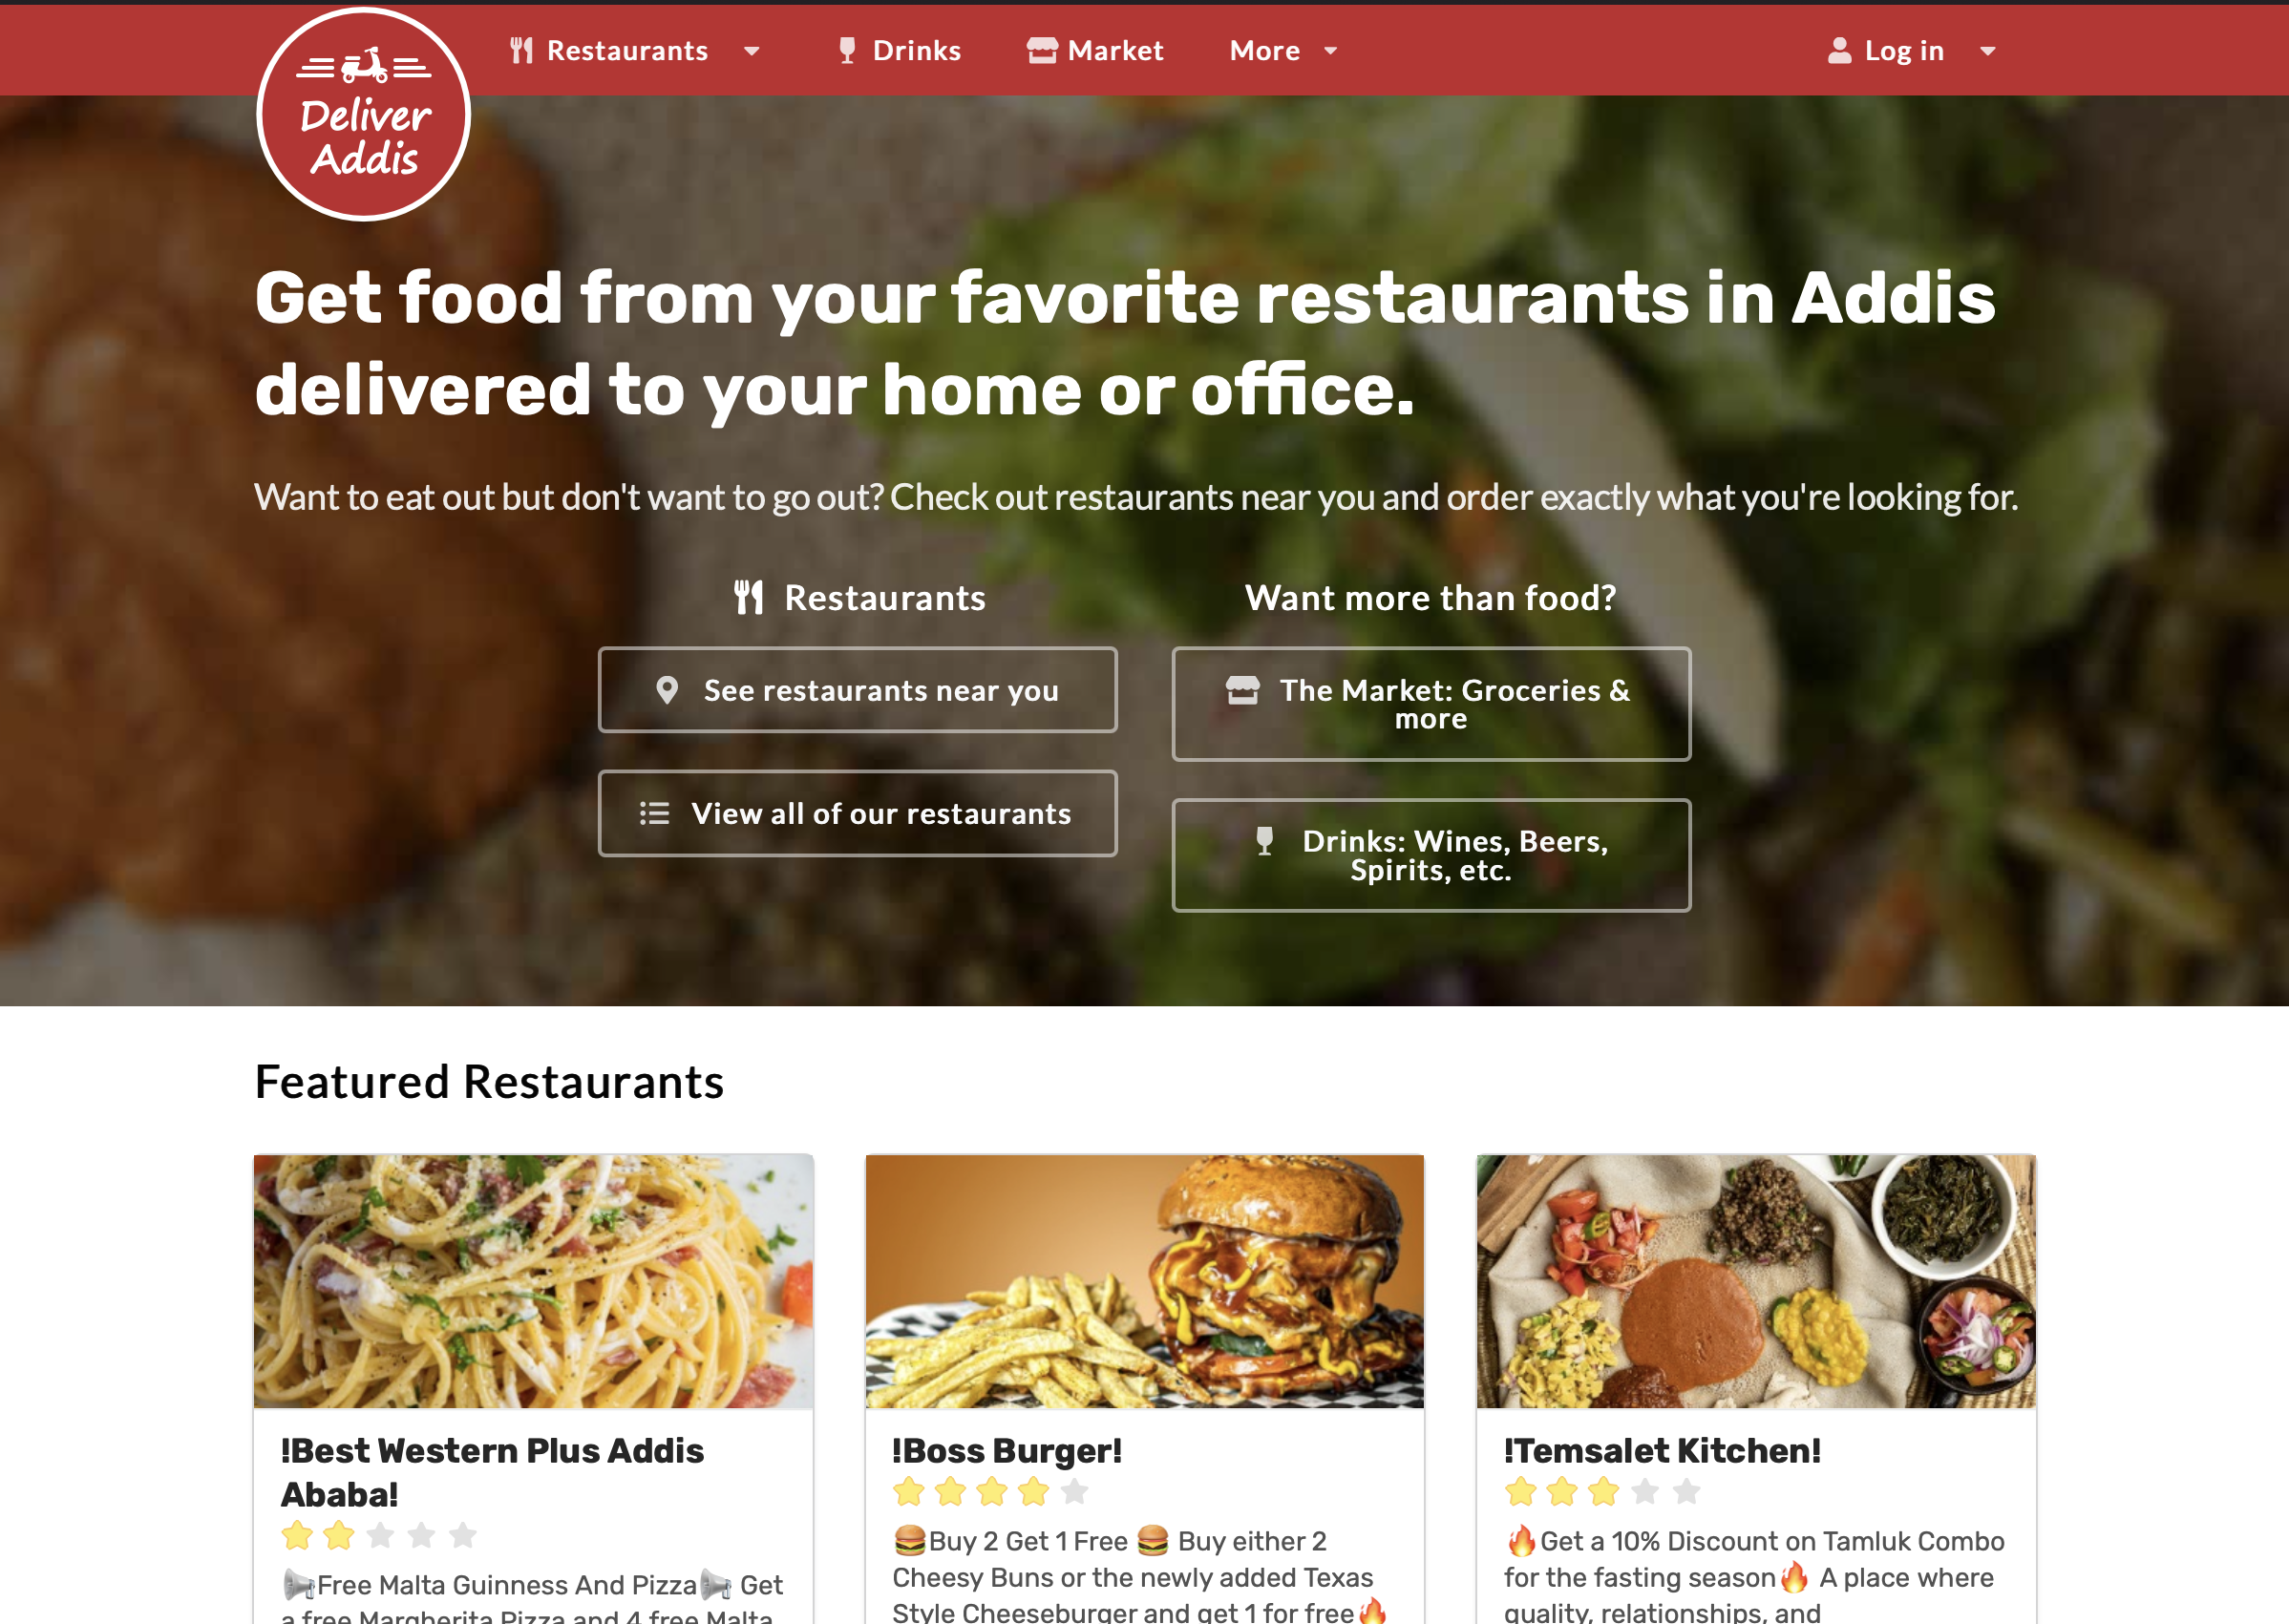 Restaurants
Drinks
Market
More
Log in
Deliver
Addis
Get food from your favorite restaurants in Addis
delivered to your home or office.
Want to eat out but don't want to go out? Check out restaurants near you and order exactly what you're looking for.
Restaurants
See restaurants near you
View all of our restaurants
Want more than food?
The Market: Groceries &
more
Drinks: Wines, Beers,
Spirits, etc.
Featured Restaurants
!Best Western Plus Addis
Ababa!
📢Free Malta Guinness And Pizza📢 Get
a free Margherita Pizza and 4 free Malta
!Boss Burger!
🍔Buy 2 Get 1 Free 🍔 Buy either 2
Cheesy Buns or the newly added Texas
Style Cheeseburger and get 1 for free🔥
!Temsalet Kitchen!
🔥Get a 10% Discount on Tamluk Combo
for the fasting season🔥 A place where
quality, relationships, and